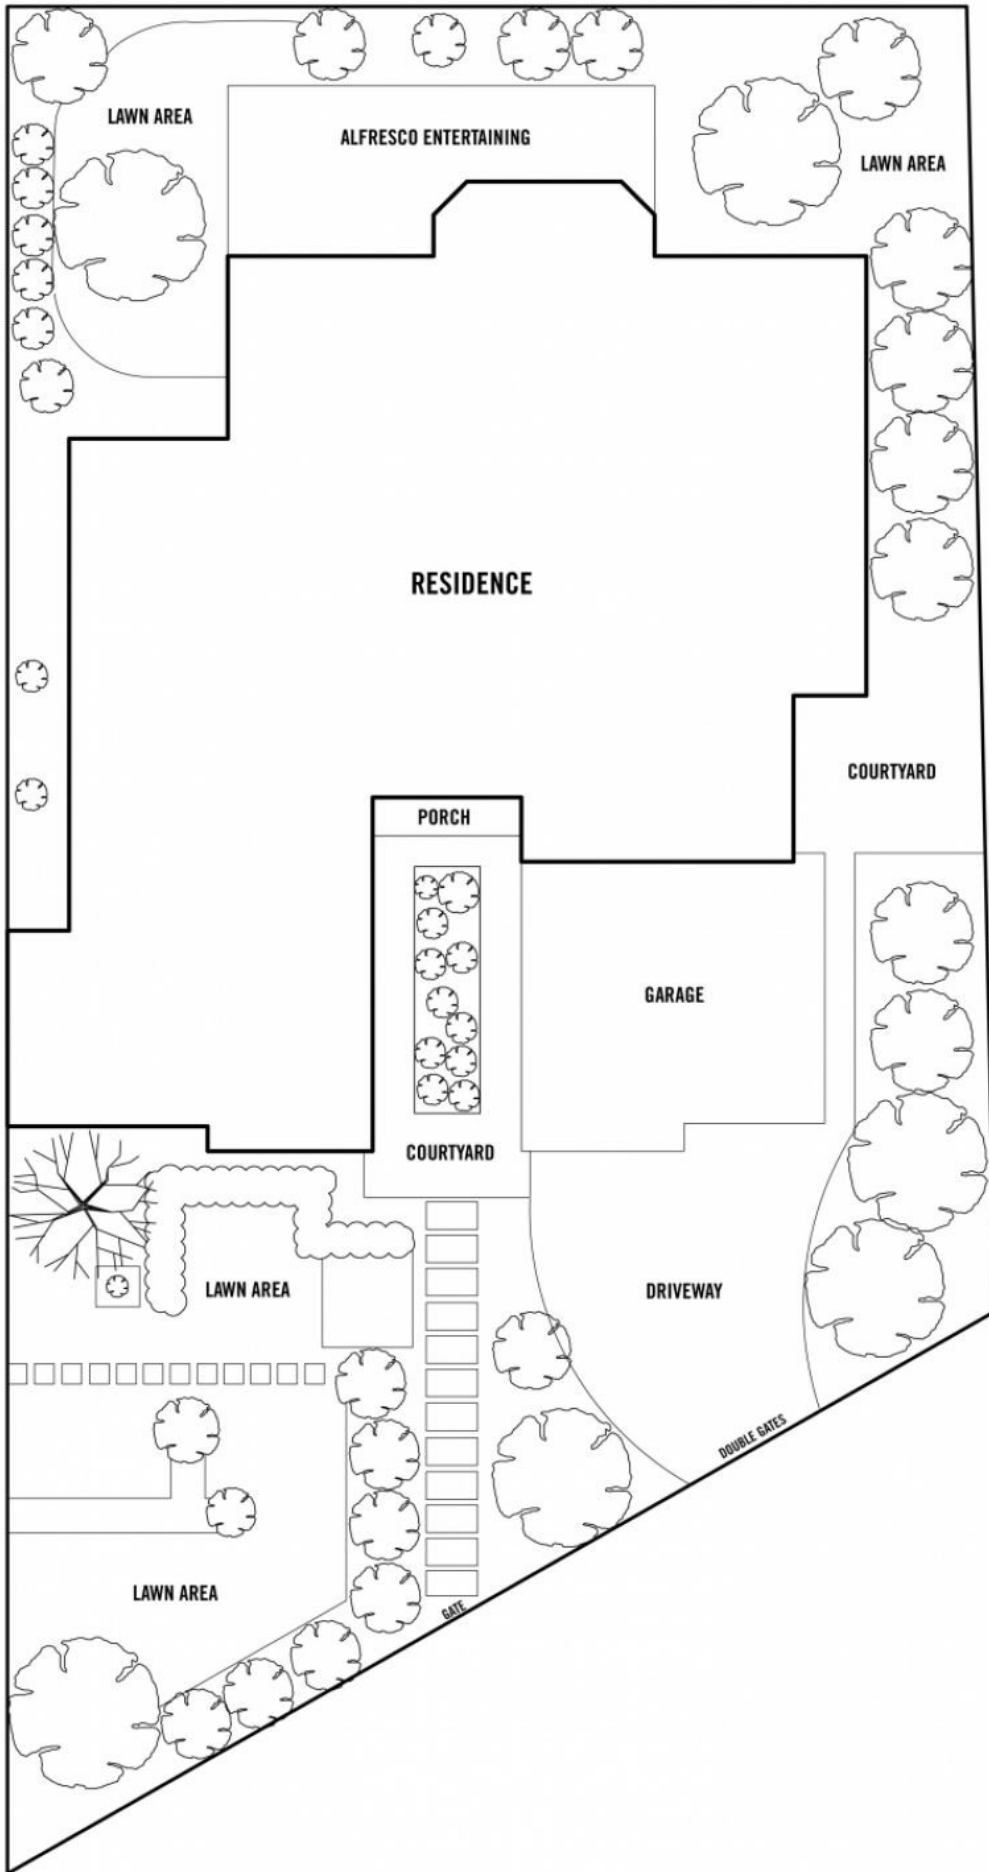 LAWN AREA
ALFRESCO ENTERTAINING
LAWN AREA
RESIDENCE
COURTYARD
PORCH
GARAGE
COURTYARD
LAWN AREA
DRIVEWAY
DOUBLE GATES
LAWN AREA
GATE